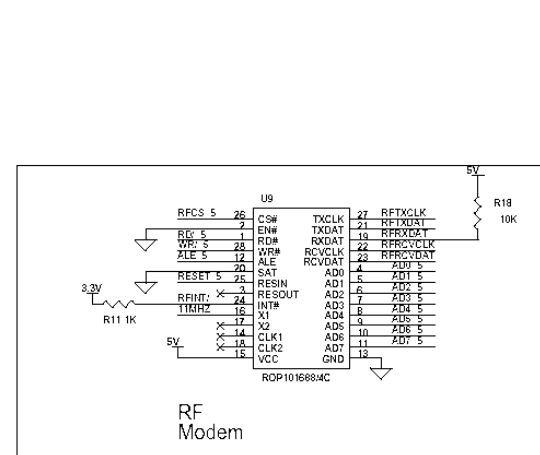 5V
R18
10K
U9
RFCS 5 26 CS# TXCLK 27 RFTXCLK
2 EN# TXDAT 21 RFTXDAT
RD/ 5 1 RD# RXDAT 19 RFRXDAT
WR/ 5 28 WR# RCVCLK 22 RFRCVCLK
ALE 5 12 ALE RCVDAT 23 RFRCVDAT
20 SAT AD0 4 AD0 5
RESET 5 25 RESIN AD1 5 AD1 5
3 RESOUT AD2 6 AD2 5
3,3V
RFINT/ 24 INT# AD3 7 AD3 5
R11 1K
11MHZ 16 X1 AD4 8 AD4 5
17 X2 AD5 9 AD5 5
14 CLK1 AD6 10 AD6 5
5V
18 CLK2 AD7 11 AD7 5
15 VCC GND 13
ROP101688/4C
RF
Modem